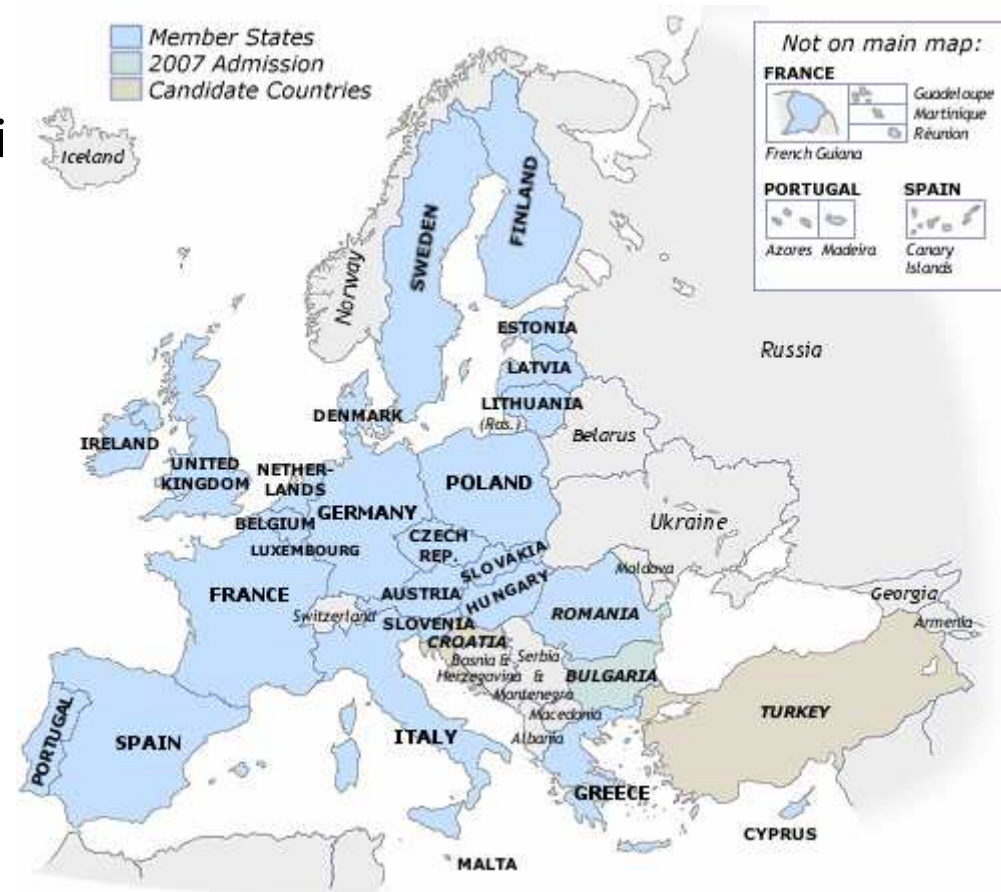 Member States
2007 Admission
Candidate Countries
i
Not on main map:
FRANCE
Guadeloupe
Martinique
Réunion
French Guiana
PORTUGAL
SPAIN
Azores
Madeira
Canary
Islands
Iceland
Norway
SWEDEN
FINLAND
Russia
ESTONIA
LATVIA
LITHUANIA
(Ras.)
DENMARK
Belarus
IRELAND
UNITED
KINGDOM
NETHER-
LANDS
POLAND
BELGIUM
GERMANY
Ukraine
LUXEMBOURG
CZECH
REP.
SLOVAKIA
Moldova
FRANCE
AUSTRIA
HUNGARY
Georgia
Switzerland
SLOVENIA
ROMANIA
Armenia
CROATIA
Bosnia &
Herzegovina
Serbia
&
Montenegro
BULGARIA
Macedonia
TURKEY
PORTUGAL
SPAIN
ITALY
Albania
GREECE
CYPRUS
MALTA